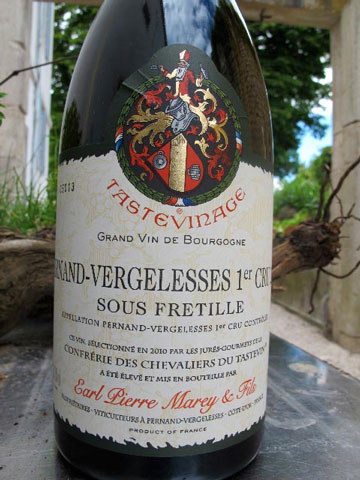 TASTEVINAGE
GRAND VIN DE BOURGOGNE
RNAND-VERGELESSES 1er CRU
SOUS FRETILLE
APPELLATION PERNAND-VERGELESSES 1er CRU CONTRÔLÉE
CE VIN, SÉLECTIONNÉ EN 2010 PAR LES JURÉS-GOURMETS DE LA
CONFRÉRIE DES CHEVALIERS DU TASTEVIN
A ÉTÉ ÉLEVÉ ET MIS EN BOUTEILLE PAR
Earl Pierre Marey & Fils
VITICULTEURS À PERNAND-VERGELESSES - CÔTE-D'OR -
PRODUCT OF FRANCE